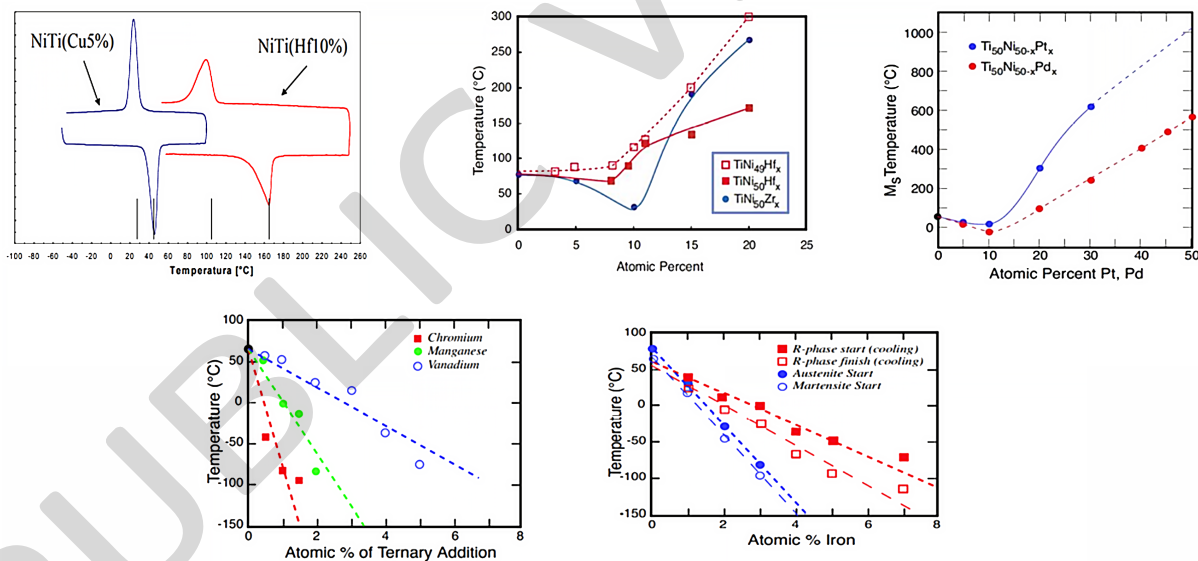 NiTi(Cu5%)
NiTi(Hf10%)
-100 -80 -60 -40 -20 0 20 40 60 80 100 120 140 160 180 200 220 240 260
Temperatura [°C]
300
250
200
150
100
50
0
Temperature (°C)
TiNi49Hfx
TiNi50Hfx
TiNi50Zrx
0 5 10 15 20 25
Atomic Percent
1000
800
600
400
200
0
MsTemperature (°C)
Ti50Ni50-xPtx
Ti50Ni50-xPdx
0 10 20 30 40 50
Atomic Percent Pt, Pd
100
50
0
-50
-100
-150
Temperature (°C)
Chromium
Manganese
Vanadium
0 2 4 6 8
Atomic % of Ternary Addition
100
50
0
-50
-100
-150
Temperature (°C)
R-phase start (cooling)
R-phase finish (cooling)
Austenite Start
Martensite Start
0 2 4 6 8
Atomic % Iron
PUBLIC V